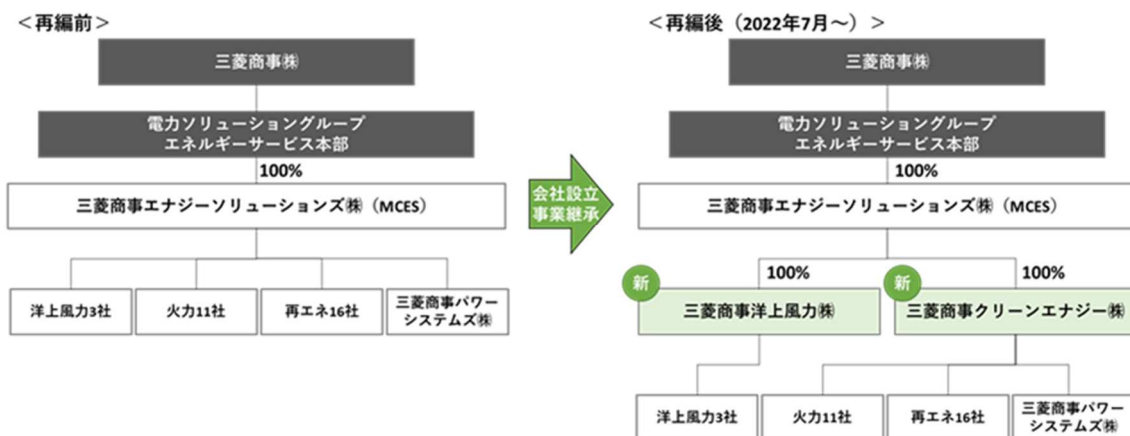 ＜再編前＞
三菱商事㈱
電力ソリューショングループ
エネルギーサービス本部
100%
三菱商事エナジーソリューションズ㈱（MCES）
洋上風力3社
火力11社
再エネ16社
三菱商事パワー
システムズ㈱
会社設立
事業継承
＜再編後（2022年7月～）＞
三菱商事㈱
電力ソリューショングループ
エネルギーサービス本部
100%
三菱商事エナジーソリューションズ㈱（MCES）
新
100%
三菱商事洋上風力㈱
新
100%
三菱商事クリーンエナジー㈱
洋上風力3社
火力11社
再エネ16社
三菱商事パワー
システムズ㈱